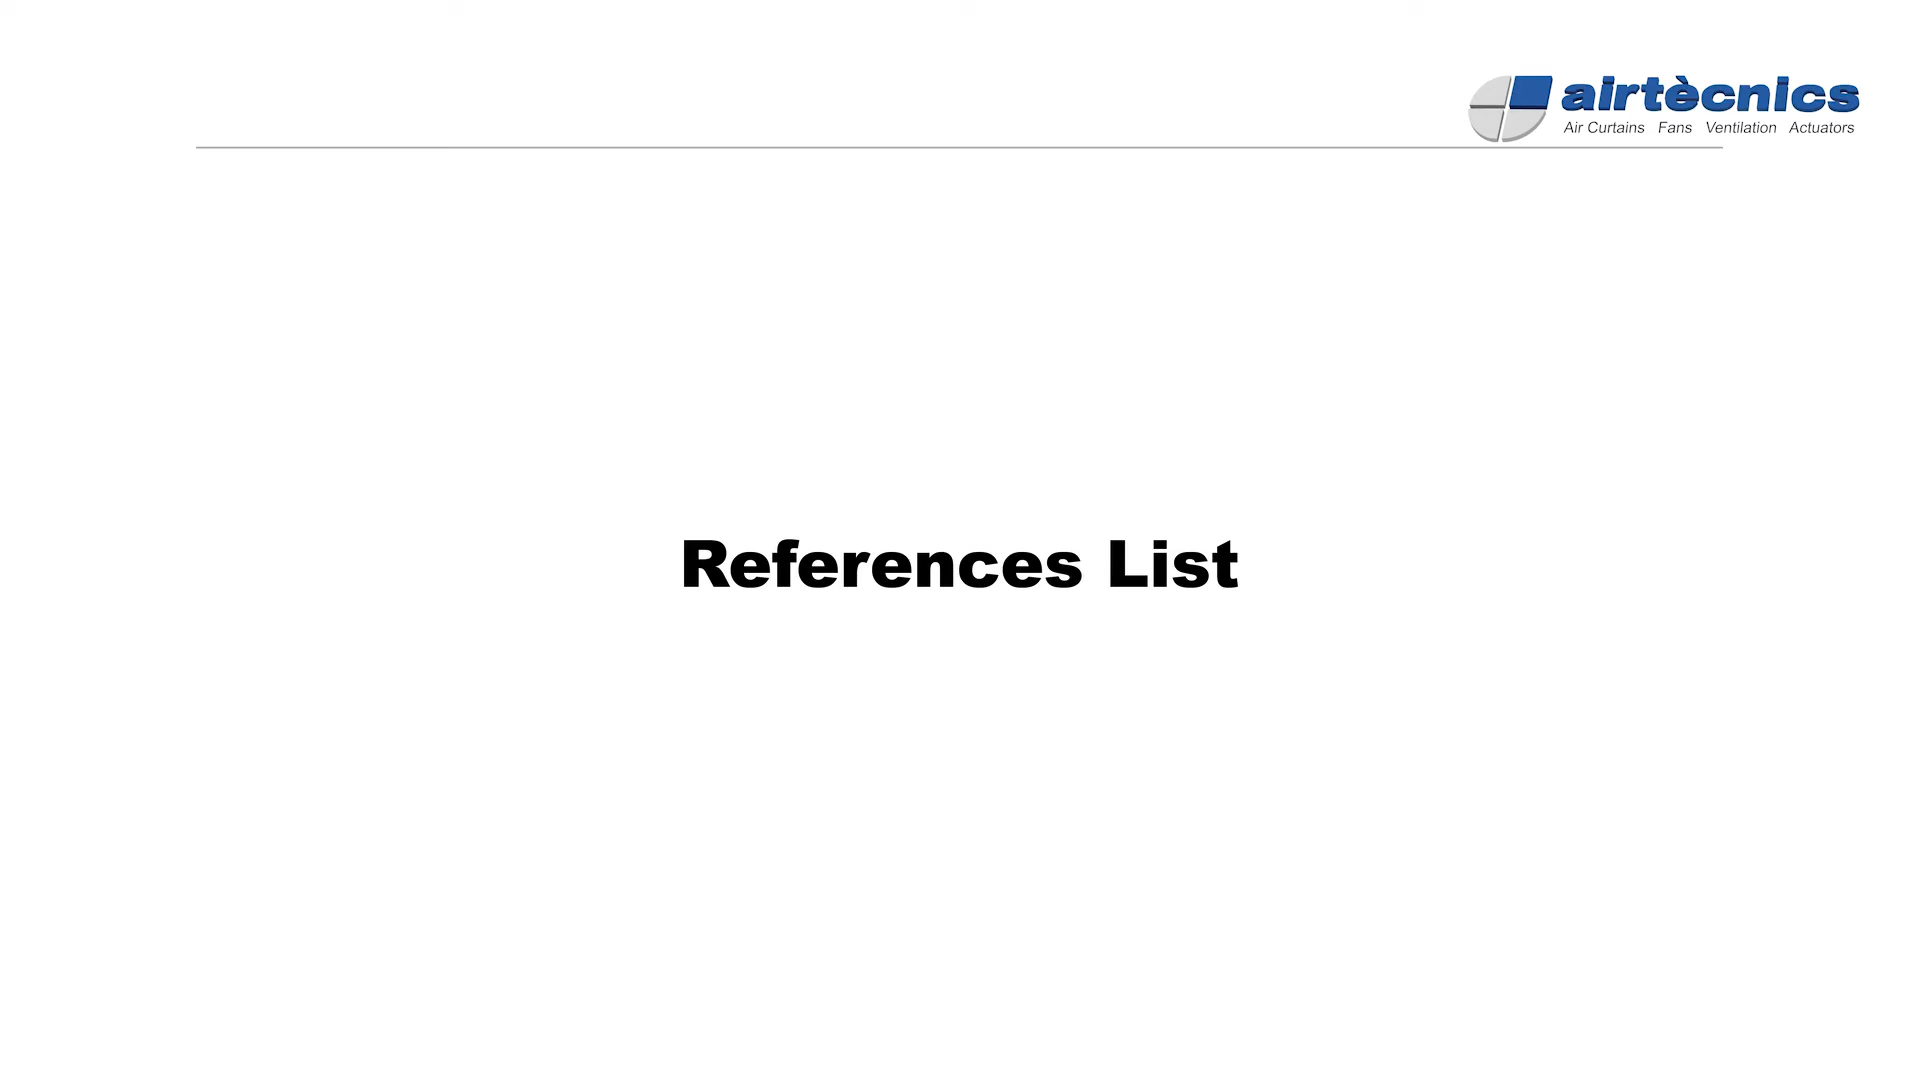 airtècnics
Air Curtains Fans Ventilation Actuators
References List